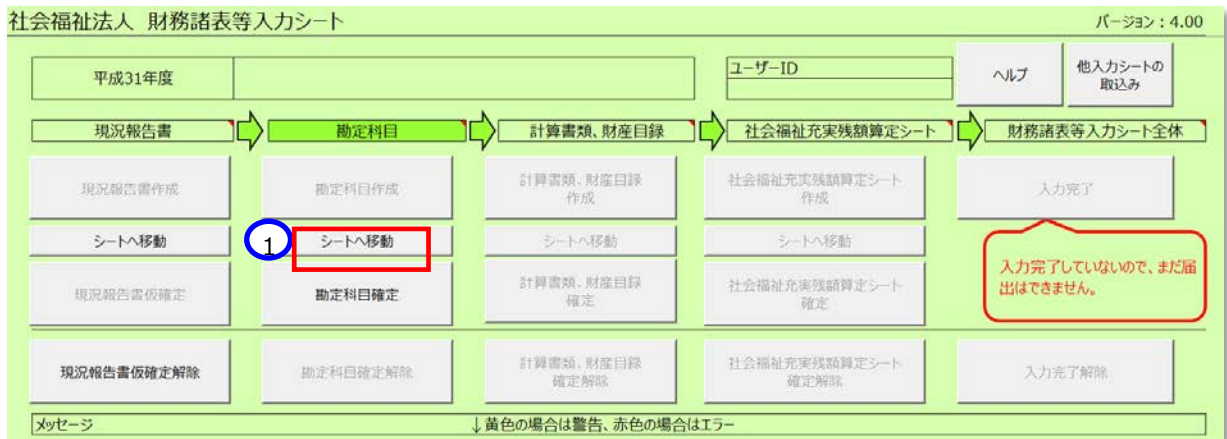 社会福祉法人 財務諸表等入力シート
バージョン：4.00
平成31年度
ユーザーID
ヘルプ
他入力シートの
取込み
現況報告書
勘定科目
計算書類、財産目録
社会福祉充実残額算定シート
財務諸表等入力シート全体
現況報告書作成
勘定科目作成
計算書類、財産目録
作成
社会福祉充実残額算定シート
作成
入力完了
シートへ移動
1
シートへ移動
シートへ移動
シートへ移動
入力完了していないので、まだ届
出はできません。
現況報告書仮確定
勘定科目確定
計算書類、財産目録
確定
社会福祉充実残額算定シート
確定
現況報告書仮確定解除
勘定科目確定解除
計算書類、財産目録
確定解除
社会福祉充実残額算定シート
確定解除
入力完了解除
メッセージ
↓黄色の場合は警告、赤色の場合はエラー